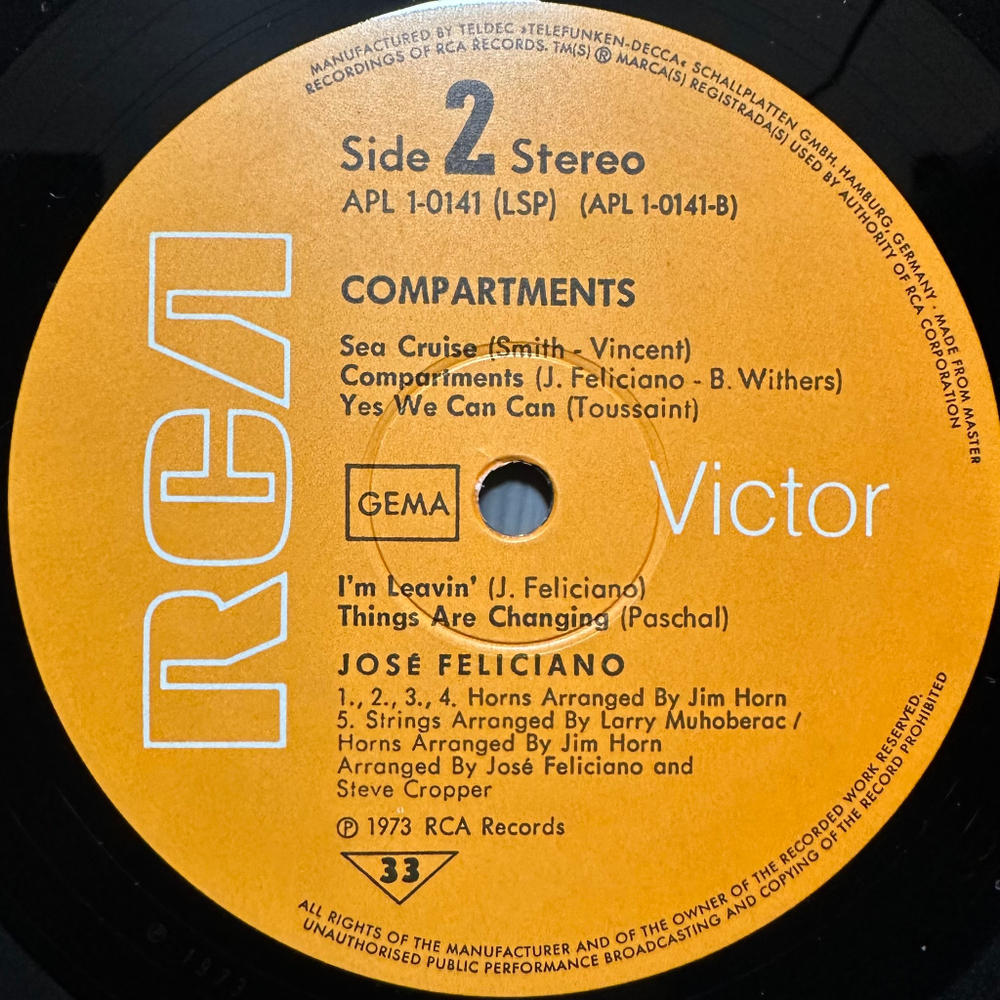 MANUFACTURED BY TELDEC »TELEFUNKEN-DECCA« SCHALLPLATTEN GMBH. HAMBURG, GERMANY · MADE FROM MASTER
RECORDINGS OF RCA RECORDS. TM(S) ® MARCA(S) REGISTRADA(S) USED BY AUTHORITY OF RCA CORPORATION
Side 2 Stereo
APL 1-0141 (LSP) (APL 1-0141-B)
COMPARTMENTS
Sea Cruise (Smith - Vincent)
Compartments (J. Feliciano - B. Withers)
Yes We Can Can (Toussaint)
RCA
GEMA
Victor
I'm Leavin' (J. Feliciano)
Things Are Changing (Paschal)
JOSÉ FELICIANO
1., 2., 3., 4. Horns Arranged By Jim Horn
5. Strings Arranged By Larry Muhoberac /
Horns Arranged By Jim Horn
Arranged By José Feliciano and
Steve Cropper
℗ 1973 RCA Records
33
ALL RIGHTS OF THE MANUFACTURER AND OF THE OWNER OF THE RECORDED WORK RESERVED.
UNAUTHORISED PUBLIC PERFORMANCE BROADCASTING AND COPYING OF THE RECORD PROHIBITED